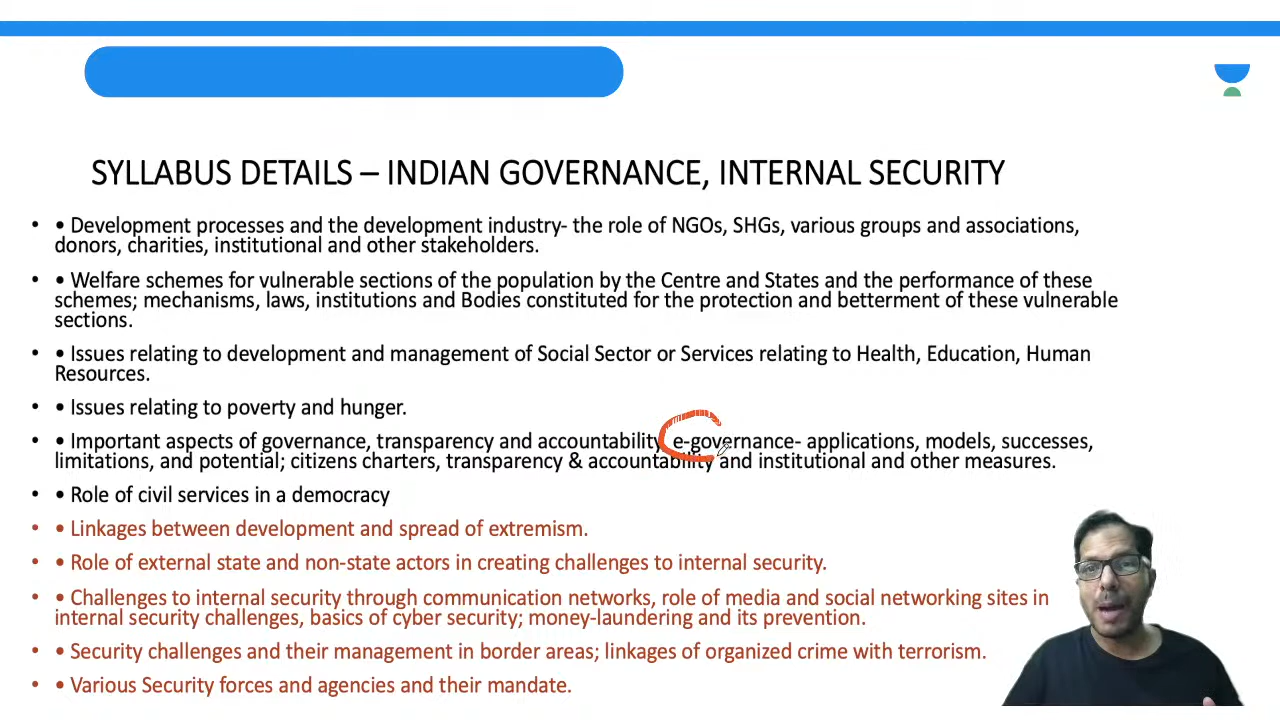 SYLLABUS DETAILS – INDIAN GOVERNANCE, INTERNAL SECURITY
• • Development processes and the development industry- the role of NGOs, SHGs, various groups and associations,
donors, charities, institutional and other stakeholders.
• • Welfare schemes for vulnerable sections of the population by the Centre and States and the performance of these
schemes; mechanisms, laws, institutions and Bodies constituted for the protection and betterment of these vulnerable
sections.
• • Issues relating to development and management of Social Sector or Services relating to Health, Education, Human
Resources.
• • Issues relating to poverty and hunger.
• • Important aspects of governance, transparency and accountability, e-governance- applications, models, successes,
limitations, and potential; citizens charters, transparency & accountability and institutional and other measures.
• • Role of civil services in a democracy
• • Linkages between development and spread of extremism.
• • Role of external state and non-state actors in creating challenges to internal security.
• • Challenges to internal security through communication networks, role of media and social networking sites in
internal security challenges, basics of cyber security; money-laundering and its prevention.
• • Security challenges and their management in border areas; linkages of organized crime with terrorism.
• • Various Security forces and agencies and their mandate.